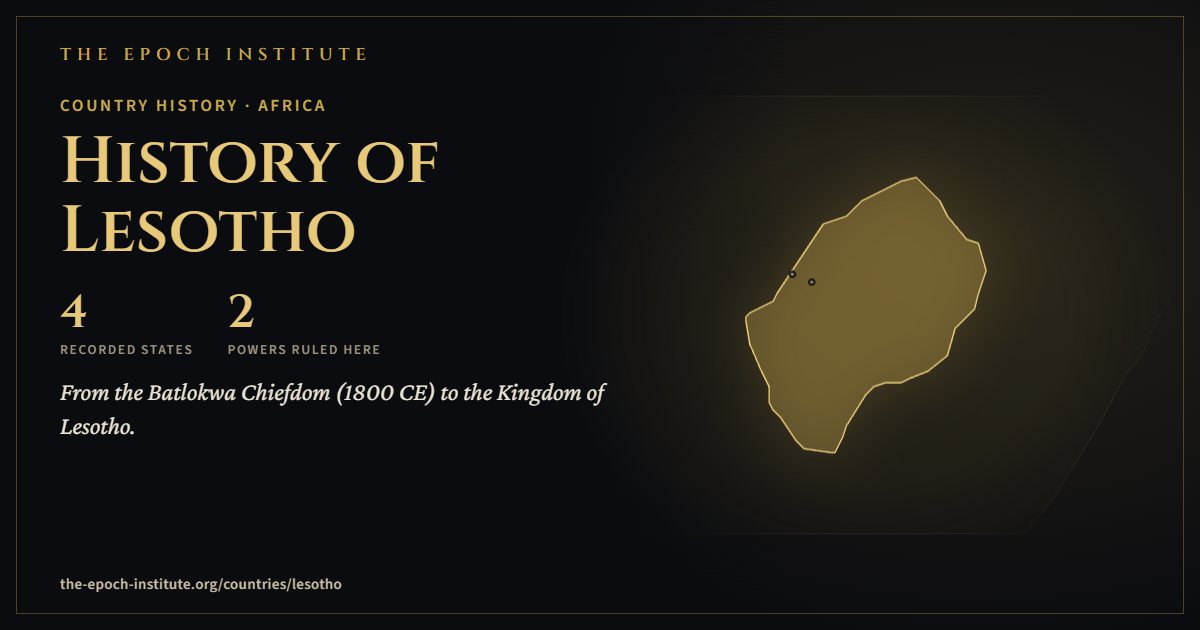 THE EPOCH INSTITUTE
COUNTRY HISTORY · AFRICA
HISTORY OF
LESOTHO
4 2
RECORDED STATES POWERS RULED HERE
From the Batlokwa Chiefdom (1800 CE) to the Kingdom of
Lesotho.
the-epoch-institute.org/countries/lesotho